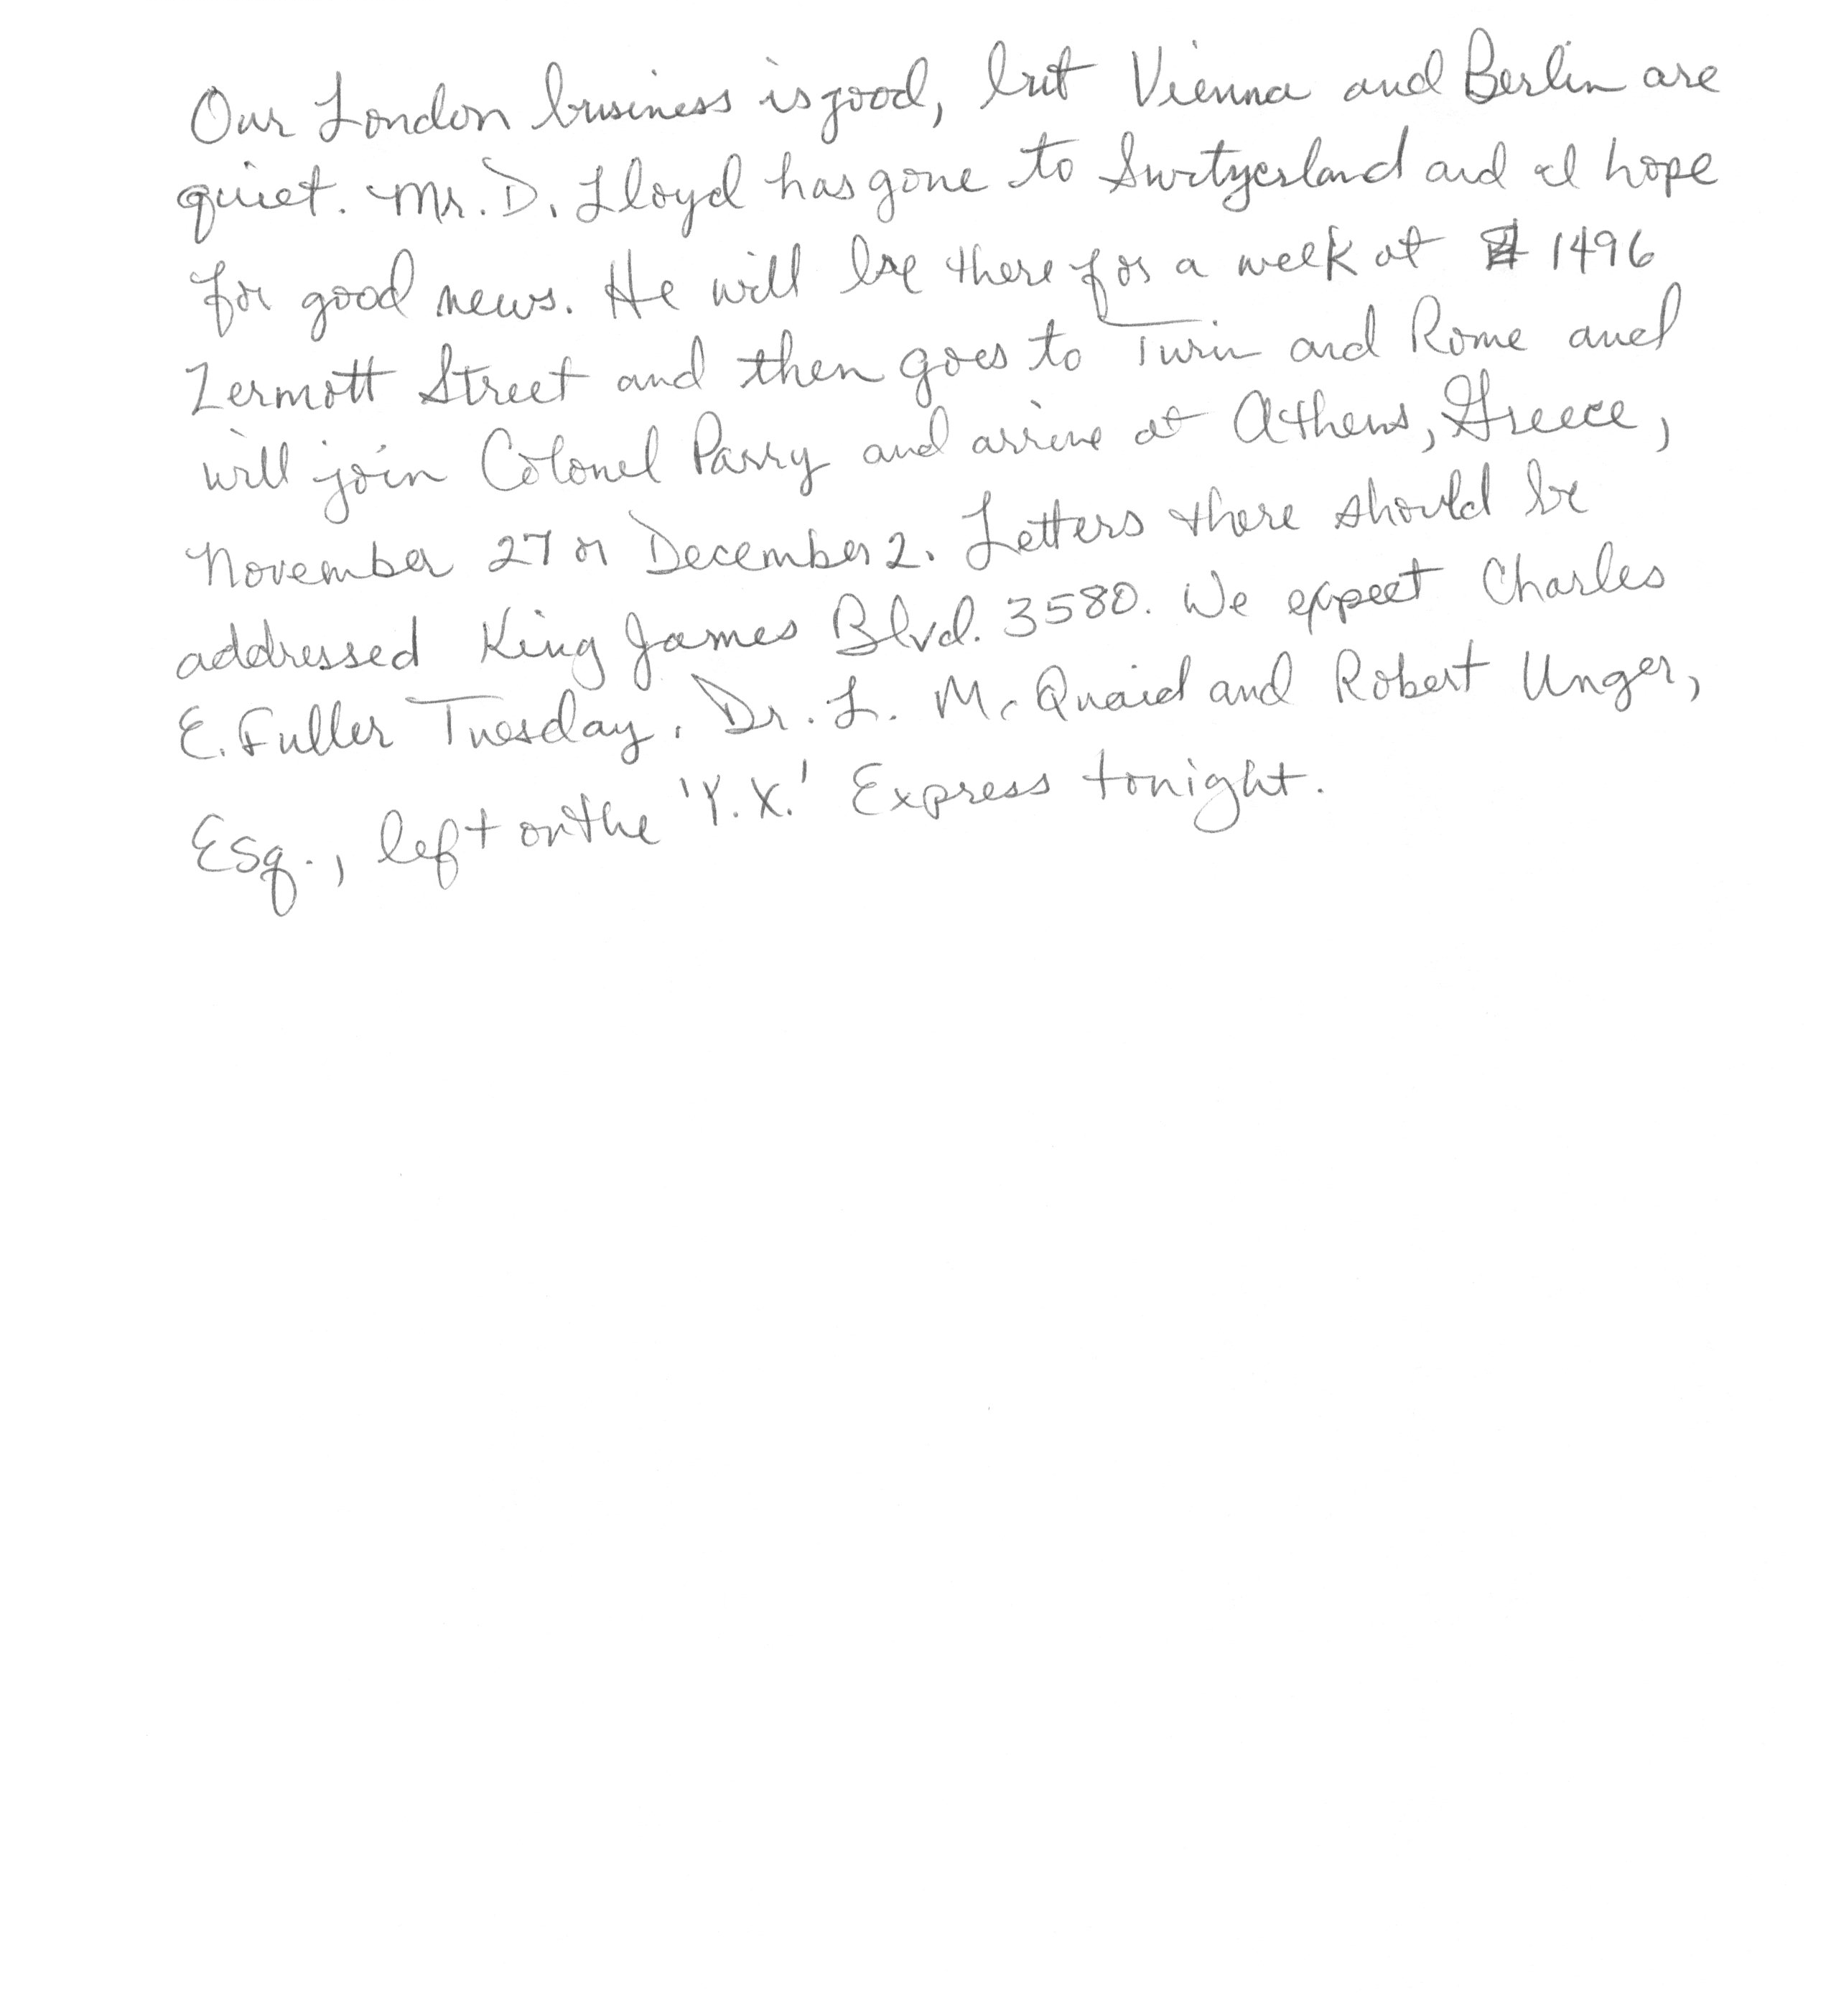 Our London business is good, but Vienna and Berlin are
quiet. Mr. D. Lloyd has gone to Switzerland and I hope
for good news. He will be there for a week at 1496
Zermott Street and then goes to Turin and Rome and
will join Colonel Parry and arrive at Athens, Greece,
November 27 or December 2. Letters there should be
addressed King James Blvd. 3580. We expect Charles
E. Fuller Tuesday. Dr. L. McQuaid and Robert Unger,
Esq., left on the 'Y.X.' Express tonight.